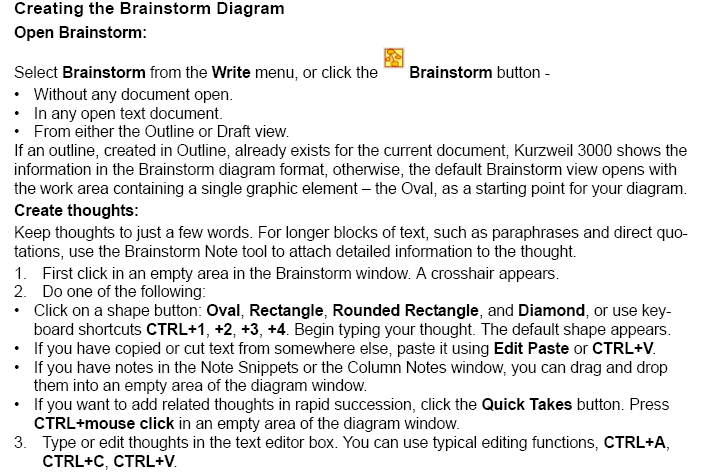 Creating the Brainstorm Diagram
Open Brainstorm:
Select Brainstorm from the Write menu, or click the Brainstorm button -
• Without any document open.
• In any open text document.
• From either the Outline or Draft view.
If an outline, created in Outline, already exists for the current document, Kurzweil 3000 shows the
information in the Brainstorm diagram format, otherwise, the default Brainstorm view opens with
the work area containing a single graphic element – the Oval, as a starting point for your diagram.
Create thoughts:
Keep thoughts to just a few words. For longer blocks of text, such as paraphrases and direct quo-
tations, use the Brainstorm Note tool to attach detailed information to the thought.
1. First click in an empty area in the Brainstorm window. A crosshair appears.
2. Do one of the following:
• Click on a shape button: Oval, Rectangle, Rounded Rectangle, and Diamond, or use key-
board shortcuts CTRL+1, +2, +3, +4. Begin typing your thought. The default shape appears.
• If you have copied or cut text from somewhere else, paste it using Edit Paste or CTRL+V.
• If you have notes in the Note Snippets or the Column Notes window, you can drag and drop
them into an empty area of the diagram window.
• If you want to add related thoughts in rapid succession, click the Quick Takes button. Press
CTRL+mouse click in an empty area of the diagram window.
3. Type or edit thoughts in the text editor box. You can use typical editing functions, CTRL+A,
CTRL+C, CTRL+V.